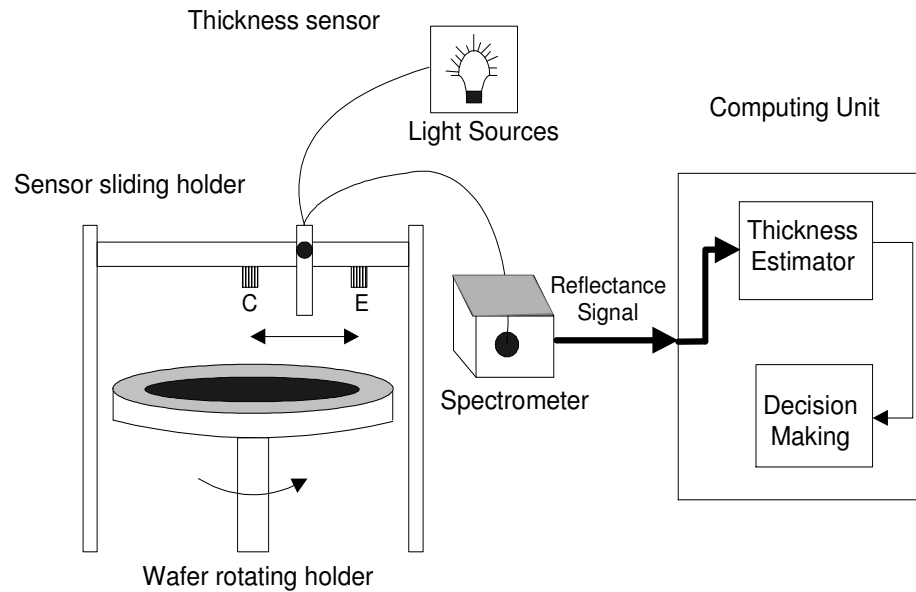 Thickness sensor
Light Sources
Computing Unit
Sensor sliding holder
C
E
Reflectance
Signal
Thickness
Estimator
Spectrometer
Decision
Making
Wafer rotating holder